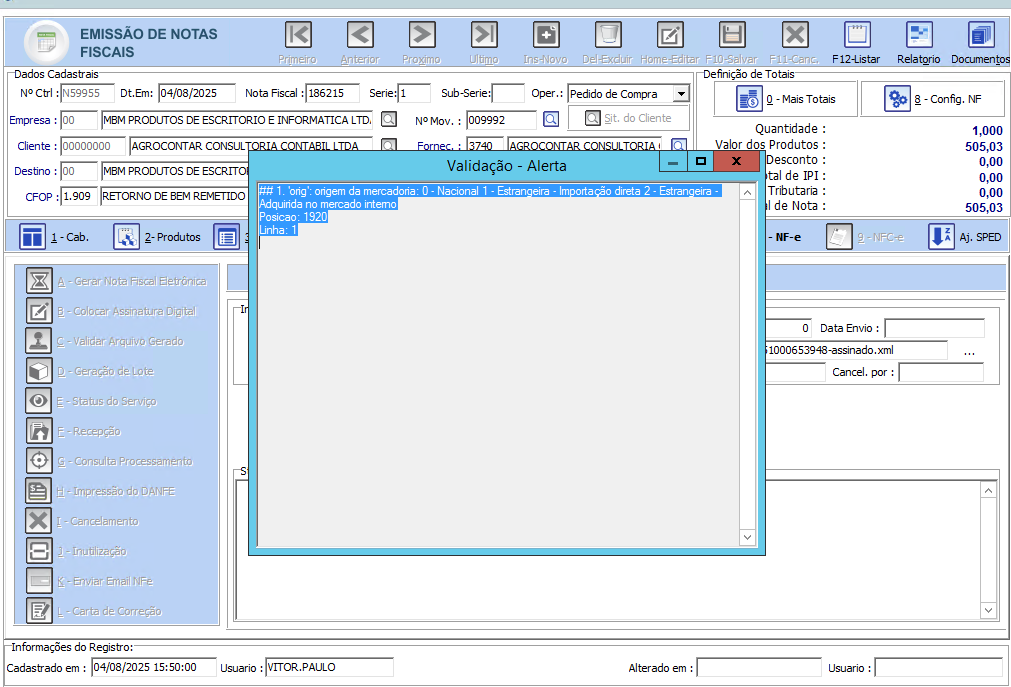 EMISSÃO DE NOTAS
FISCAIS
Primeiro
Anterior
Proximo
Ultimo
Ins-Novo
Del-Excluir
Home-Editar
F10-Salvar
F11-Canc.
F12-Listar
Relatorio
Documentos
Dados Cadastrais
Nº Ctrl : N59955 Dt.Em: 04/08/2025 Nota Fiscal : 186215 Serie: 1 Sub-Serie: Oper.: Pedido de Compra
Empresa : 00 MBM PRODUTOS DE ESCRITORIO E INFORMATICA LTD. Nº Mov. : 009992 Sit. do Cliente
Cliente : 00000000 AGROCONTAR CONSULTORIA CONTABIL LTDA Fornec. : 3740 AGROCONTAR CONSULTORIA
Destino : 00 MBM PRODUTOS DE ESCRITO
CFOP : 1.909 RETORNO DE BEM REMETIDO
Definição de Totais
0 - Mais Totais
8 - Config. NF
Quantidade : 1,000
Valor dos Produtos : 505,03
Desconto : 0,00
tal de IPI : 0,00
Tributaria : 0,00
l de Nota : 505,03
1 - Cab.
2- Produtos
3
- NF-e
9 - NFC-e
Aj. SPED
A - Gerar Nota Fiscal Eletrônica
B - Colocar Assinatura Digital
C - Validar Arquivo Gerado
D - Geração de Lote
E - Status do Serviço
F - Recepção
G - Consulta Processamento
H - Impressão do DANFE
I - Cancelamento
J - Inutilização
K - Enviar Email NFe
L - Carta de Correção
Validação - Alerta
## 1. 'orig': origem da mercadoria: 0 - Nacional 1 - Estrangeira - Importação direta 2 - Estrangeira -
Adquirida no mercado interno
Posicao: 1920
Linha: 1
0 Data Envio :
51000653948-assinado.xml ...
Cancel. por :
Informações do Registro:
Cadastrado em : 04/08/2025 15:50:00 Usuario : VITOR.PAULO Alterado em : Usuario :